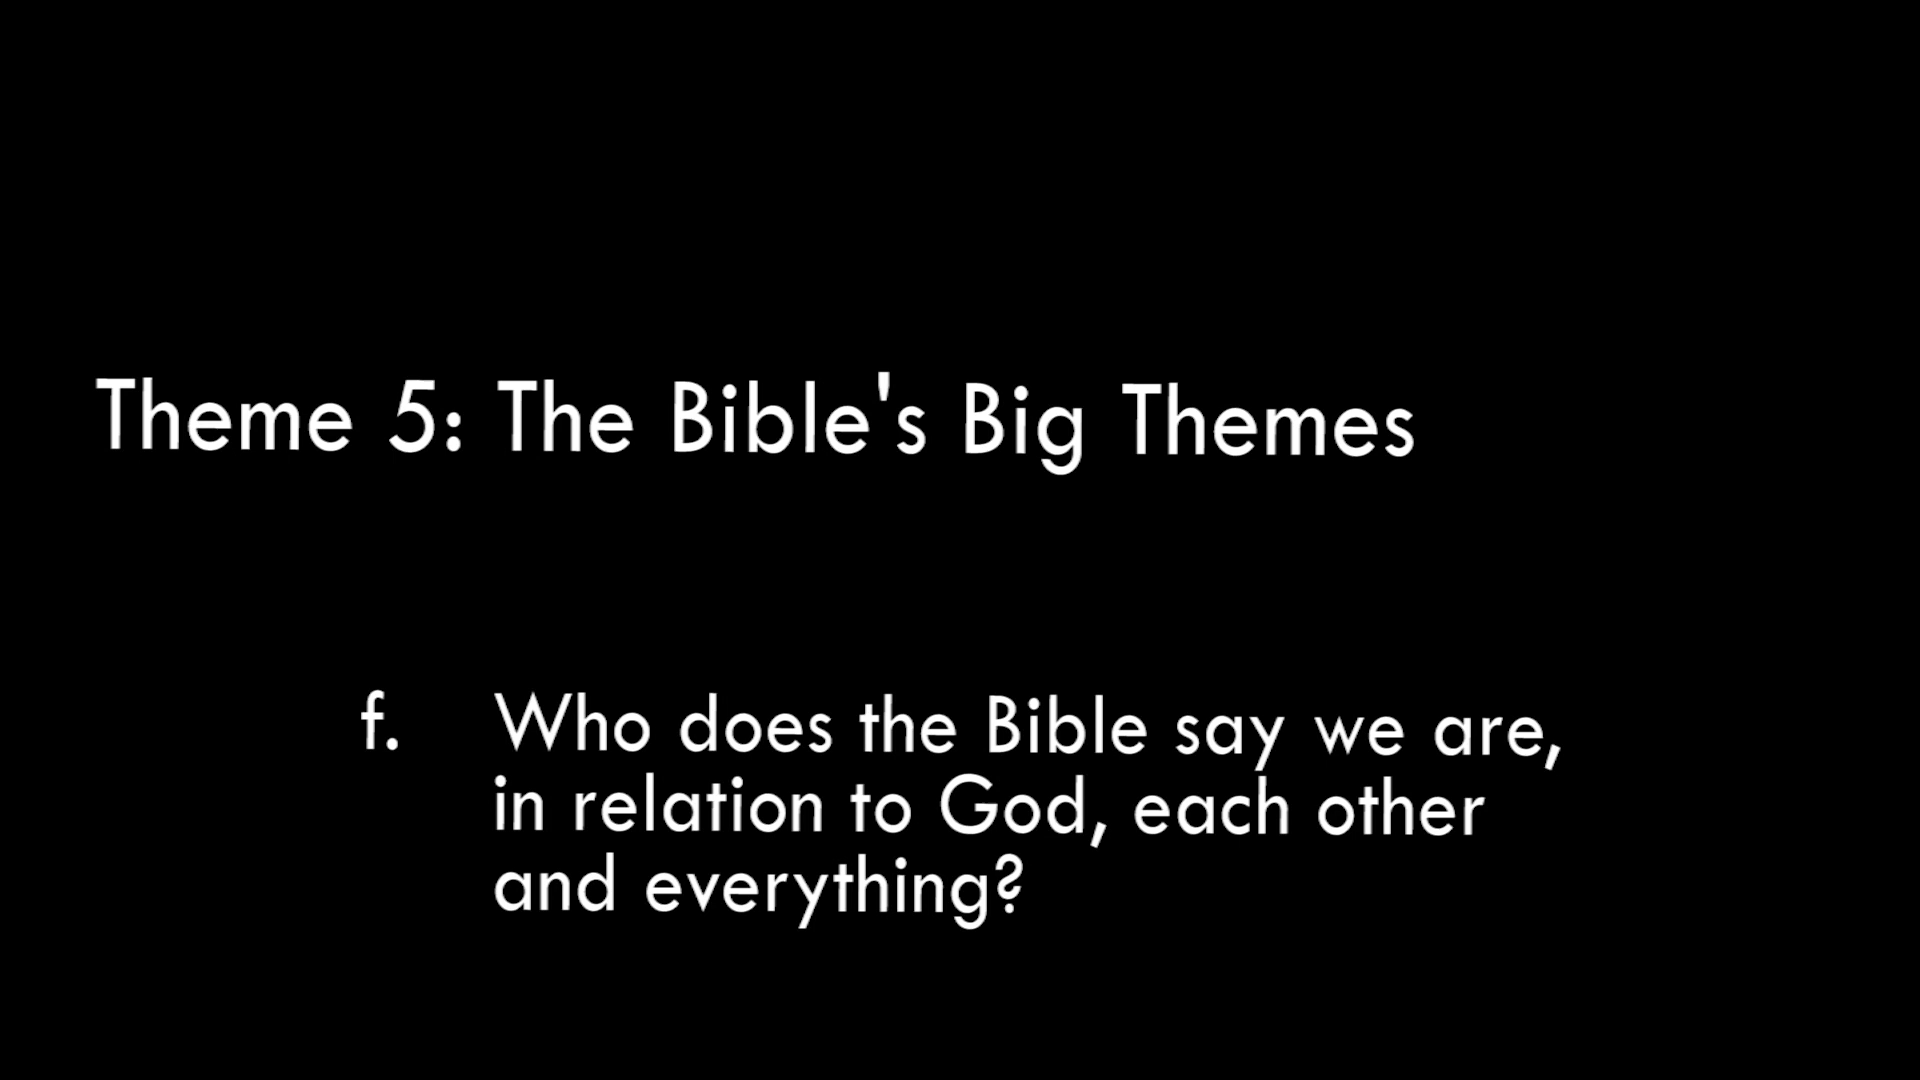 Theme 5: The Bible's Big Themes
f. Who does the Bible say we are,
in relation to God, each other
and everything?